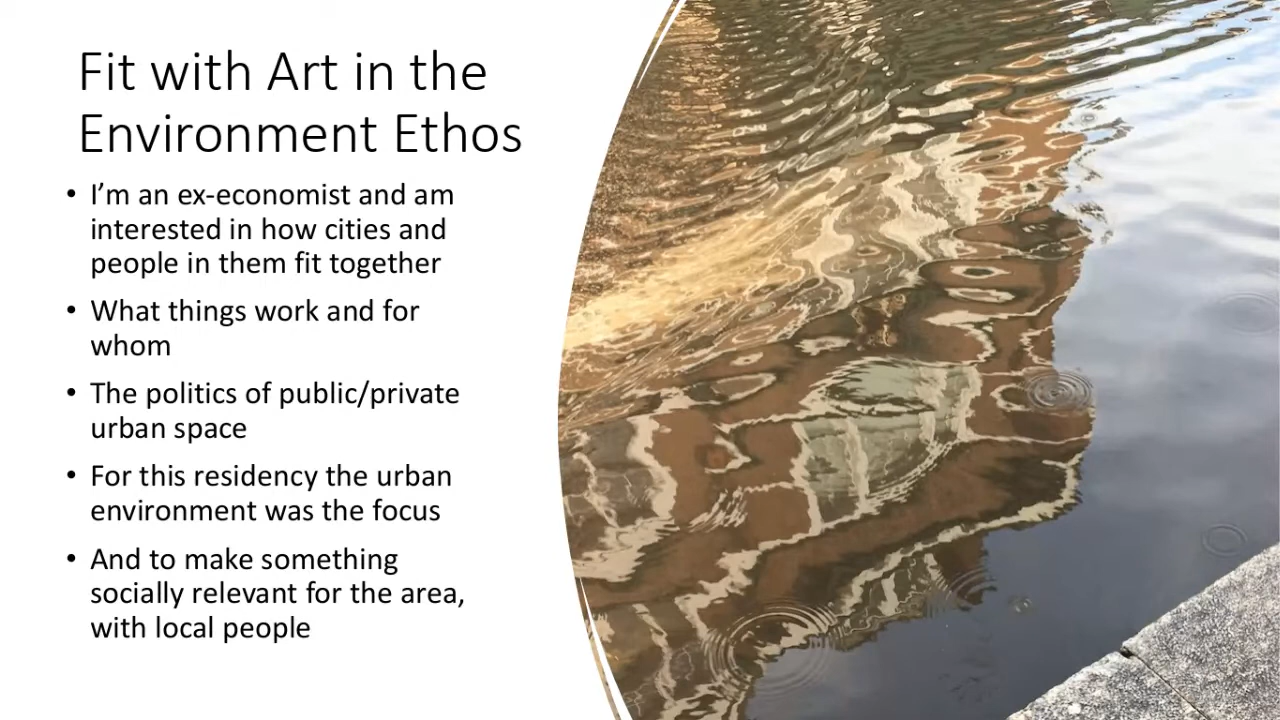 Fit with Art in the
Environment Ethos
• I’m an ex-economist and am
interested in how cities and
people in them fit together
• What things work and for
whom
• The politics of public/private
urban space
• For this residency the urban
environment was the focus
• And to make something
socially relevant for the area,
with local people